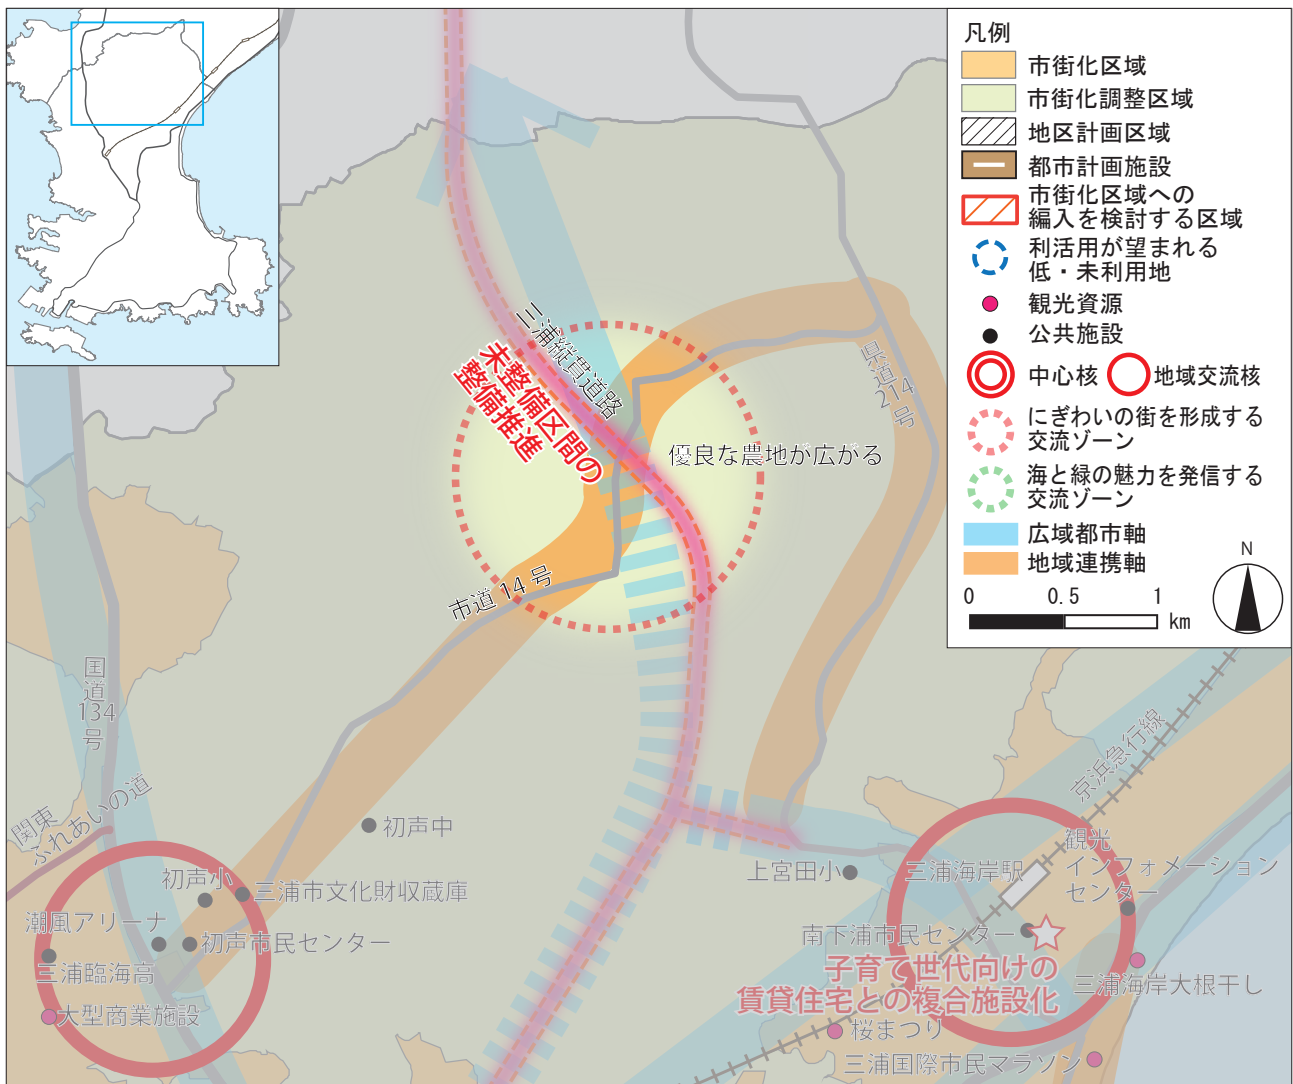 凡例
市街化区域
市街化調整区域
地区計画区域
都市計画施設
市街化区域への
編入を検討する区域
利活用が望まれる
低・未利用地
観光資源
公共施設
中心核
地域交流核
にぎわいの街を形成する
交流ゾーン
海と緑の魅力を発信する
交流ゾーン
広域都市軸
地域連携軸
0 0.5 1
km
N
三浦縦貫道路
未整備区間の
整備推進
県道214号
優良な農地が広がる
市道14号
国道134号
関東
ふれあいの道
初声中
初声小
三浦市文化財収蔵庫
潮風アリーナ
初声市民センター
三浦臨海高
大型商業施設
京浜急行線
観光
インフォメーション
センター
三浦海岸駅
上宮田小
南下浦市民センター
子育て世代向けの
賃貸住宅との複合施設化
三浦海岸大根干し
桜まつり
三浦国際市民マラソン